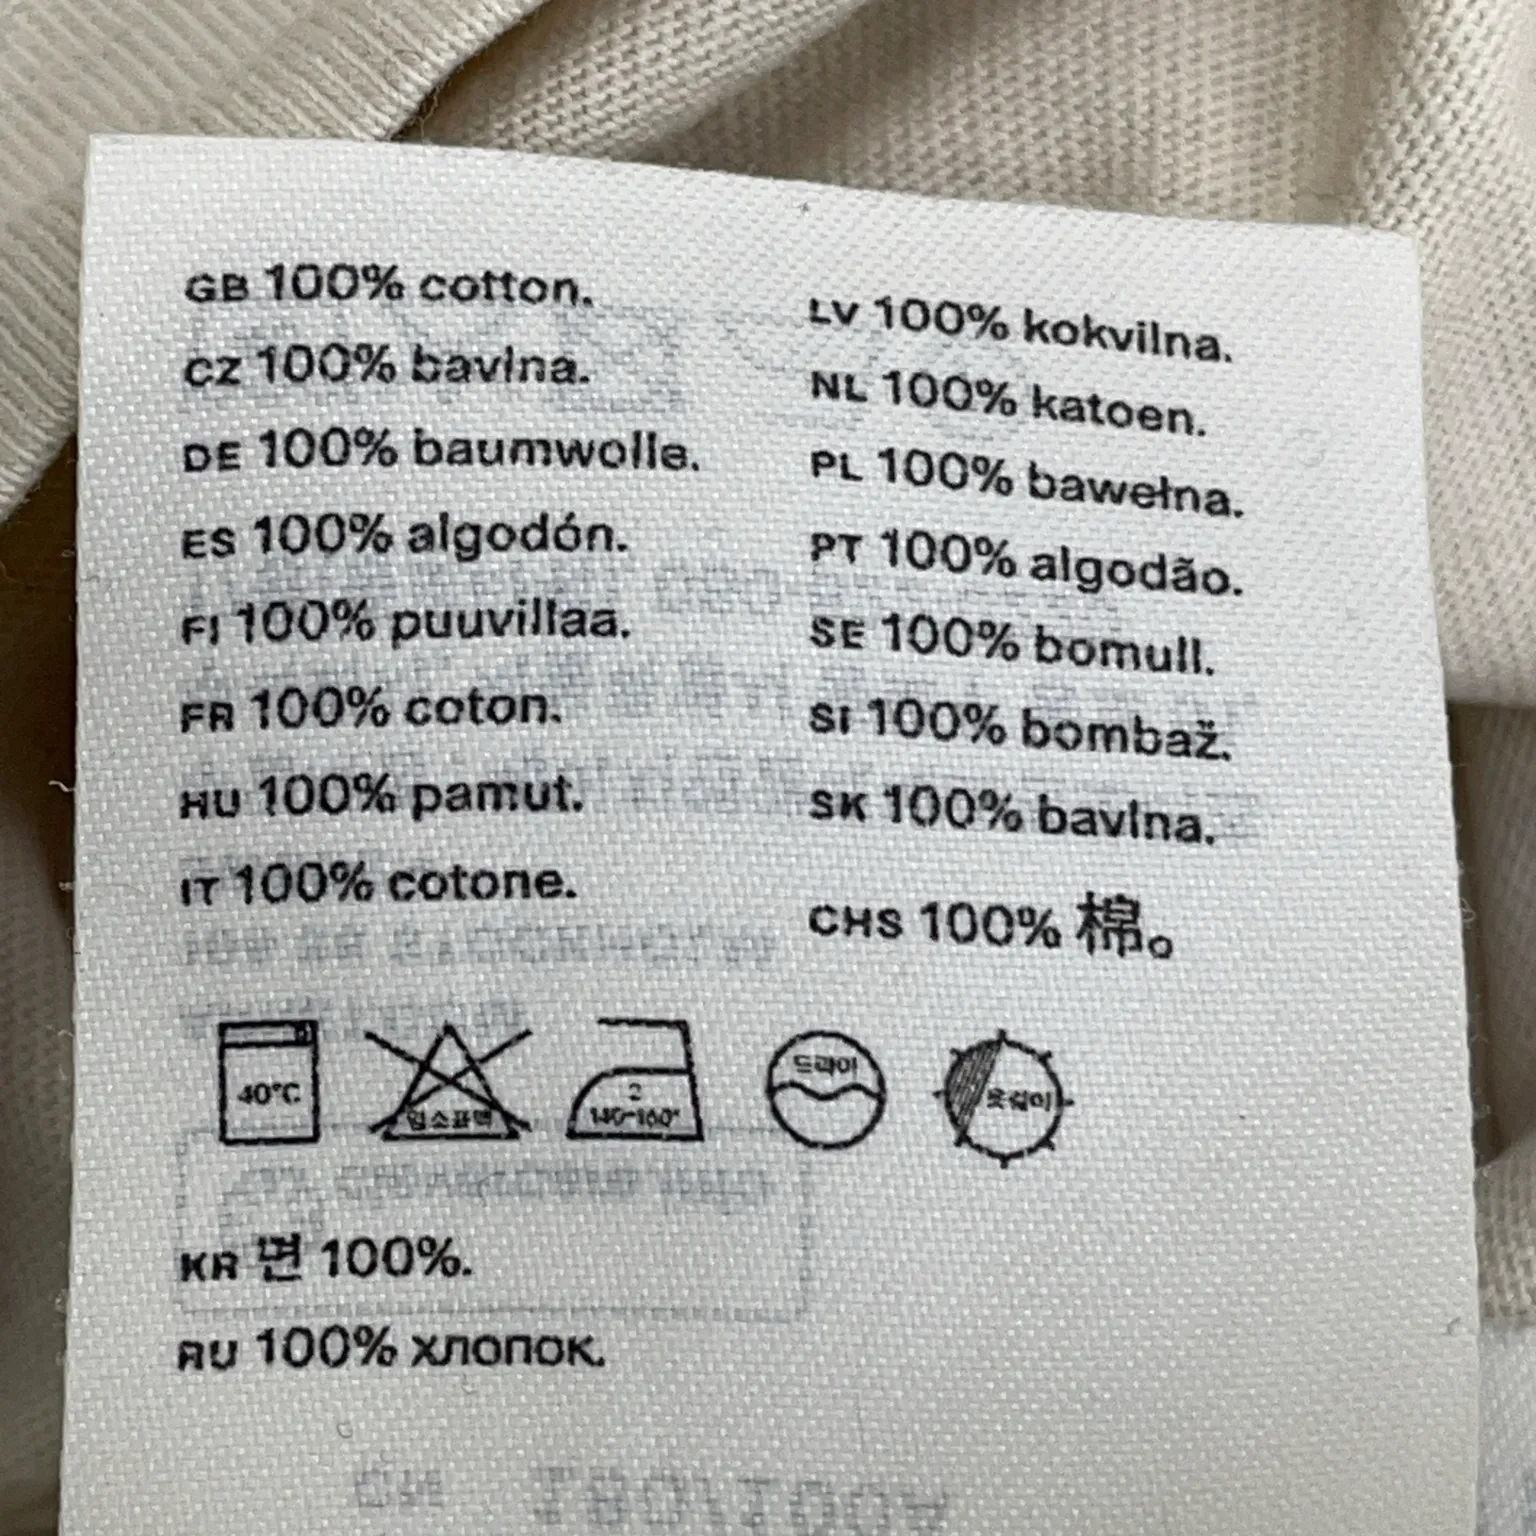 GB 100% cotton.
CZ 100% bavlna.
DE 100% baumwolle.
ES 100% algodón.
FI 100% puuvillaa.
FR 100% coton.
HU 100% pamut.
IT 100% cotone.
LV 100% kokvilna.
NL 100% katoen.
PL 100% bawełna.
PT 100% algodão.
SE 100% bomull.
SI 100% bombaž.
SK 100% bavlna.
CHS 100% 棉。
40°C
염소표백
2
140~160°
드라이
옷걸이
KR 면 100%.
RU 100% хлопок.